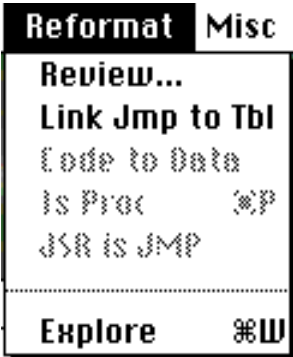 Reformat Misc
Review...
Link Jmp to Tbl
Code to Data
Is Proc ⌘P
JSR is JMP
Explore ⌘W